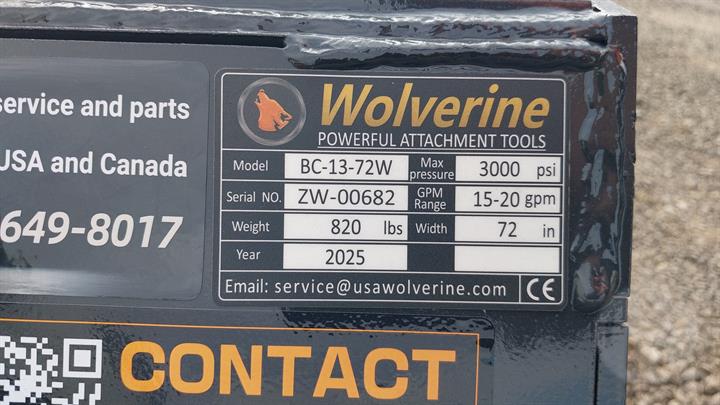 service and parts
USA and Canada
649-8017
Wolverine
POWERFUL ATTACHMENT TOOLS
Model BC-13-72W Max pressure 3000 psi
Serial NO. ZW-00682 GPM Range 15-20 gpm
Weight 820 lbs Width 72 in
Year 2025
Email: service@usawolverine.com CE
CONTACT